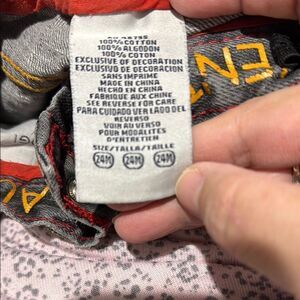 100% COTTON
100% ALGODON
100% COTON
EXCLUSIVE OF DECORATION
EXCLUSIVO DE DECORACION
SANS IMPRIME
MADE IN CHINA
HECHO EN CHINA
FABRIQUE AUX CHINE
SEE REVERSE FOR CARE
PARA CUIDADO VER LADO DEL
REVERSO
VOIR AU VERSO
POUR MODALITES
D'ENTRETIEN
SIZE/TALLA/TAILLE
24M 24M 24M
EN